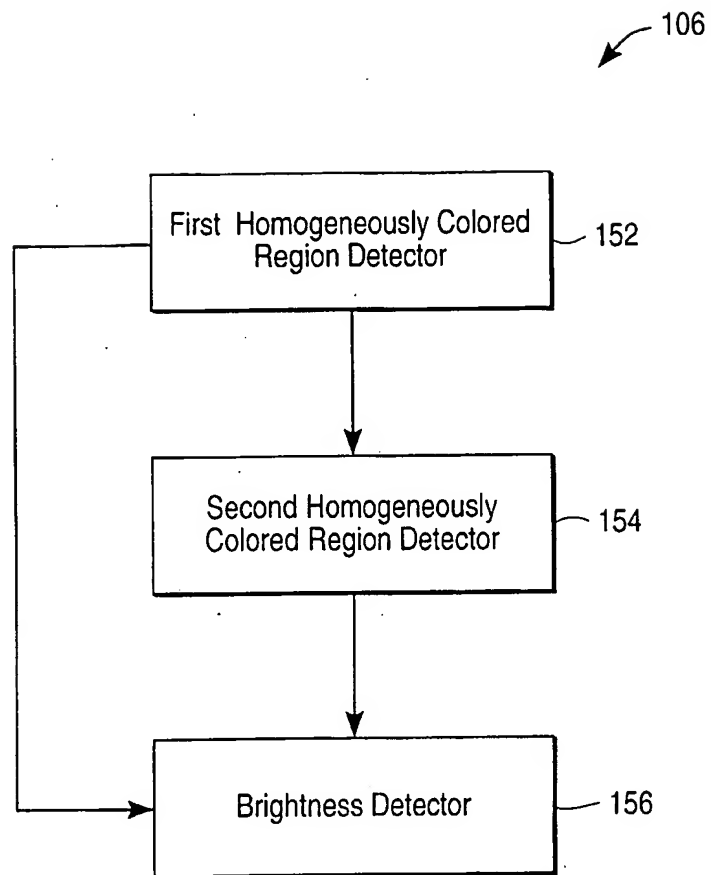 106
First Homogeneously Colored
Region Detector
152
Second Homogeneously
Colored Region Detector
154
Brightness Detector
156